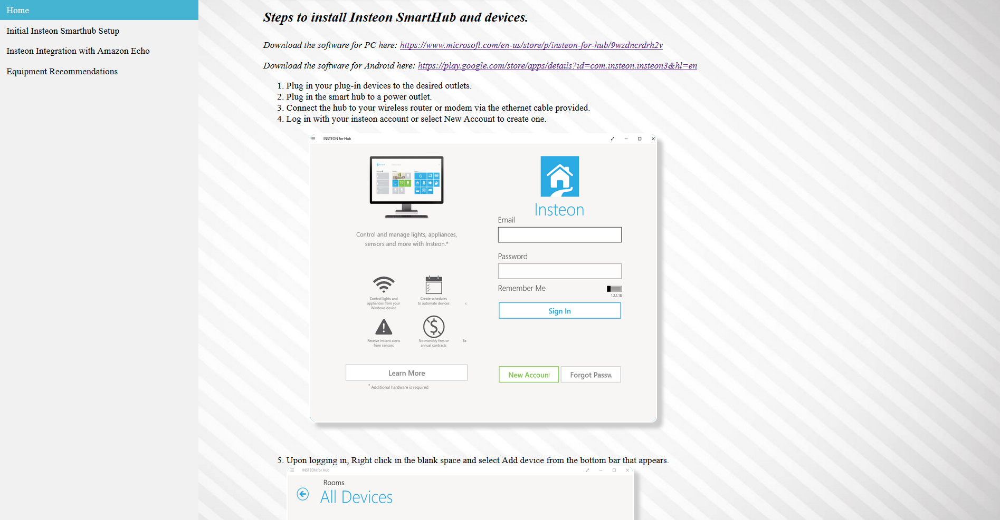 Home
Initial Insteon Smarthub Setup
Insteon Integration with Amazon Echo
Equipment Recommendations
Steps to install Insteon SmartHub and devices.
Download the software for PC here: https://www.microsoft.com/en-us/store/p/insteon-for-hub/9wzdncrdrh2v
Download the software for Android here: https://play.google.com/store/apps/details?id=com.insteon.insteon3&hl=en
1. Plug in your plug-in devices to the desired outlets.
2. Plug in the smart hub to a power outlet.
3. Connect the hub to your wireless router or modem via the ethernet cable provided.
4. Log in with your insteon account or select New Account to create one.
INSTEON for Hub
75°
Control and manage lights, appliances,
sensors and more with Insteon.*
Control lights and
appliances from your
Windows device
Create schedules
to automate devices
c
Receive instant alerts
from sensors
No monthly fees or
annual contracts
Ea
Learn More
* Additional hardware is required
Insteon
Email
Password
Remember Me
1.2.1.18
Sign In
New Accoun
Forgot Passw
5. Upon logging in, Right click in the blank space and select Add device from the bottom bar that appears.
INSTEON for Hub
Rooms
All Devices